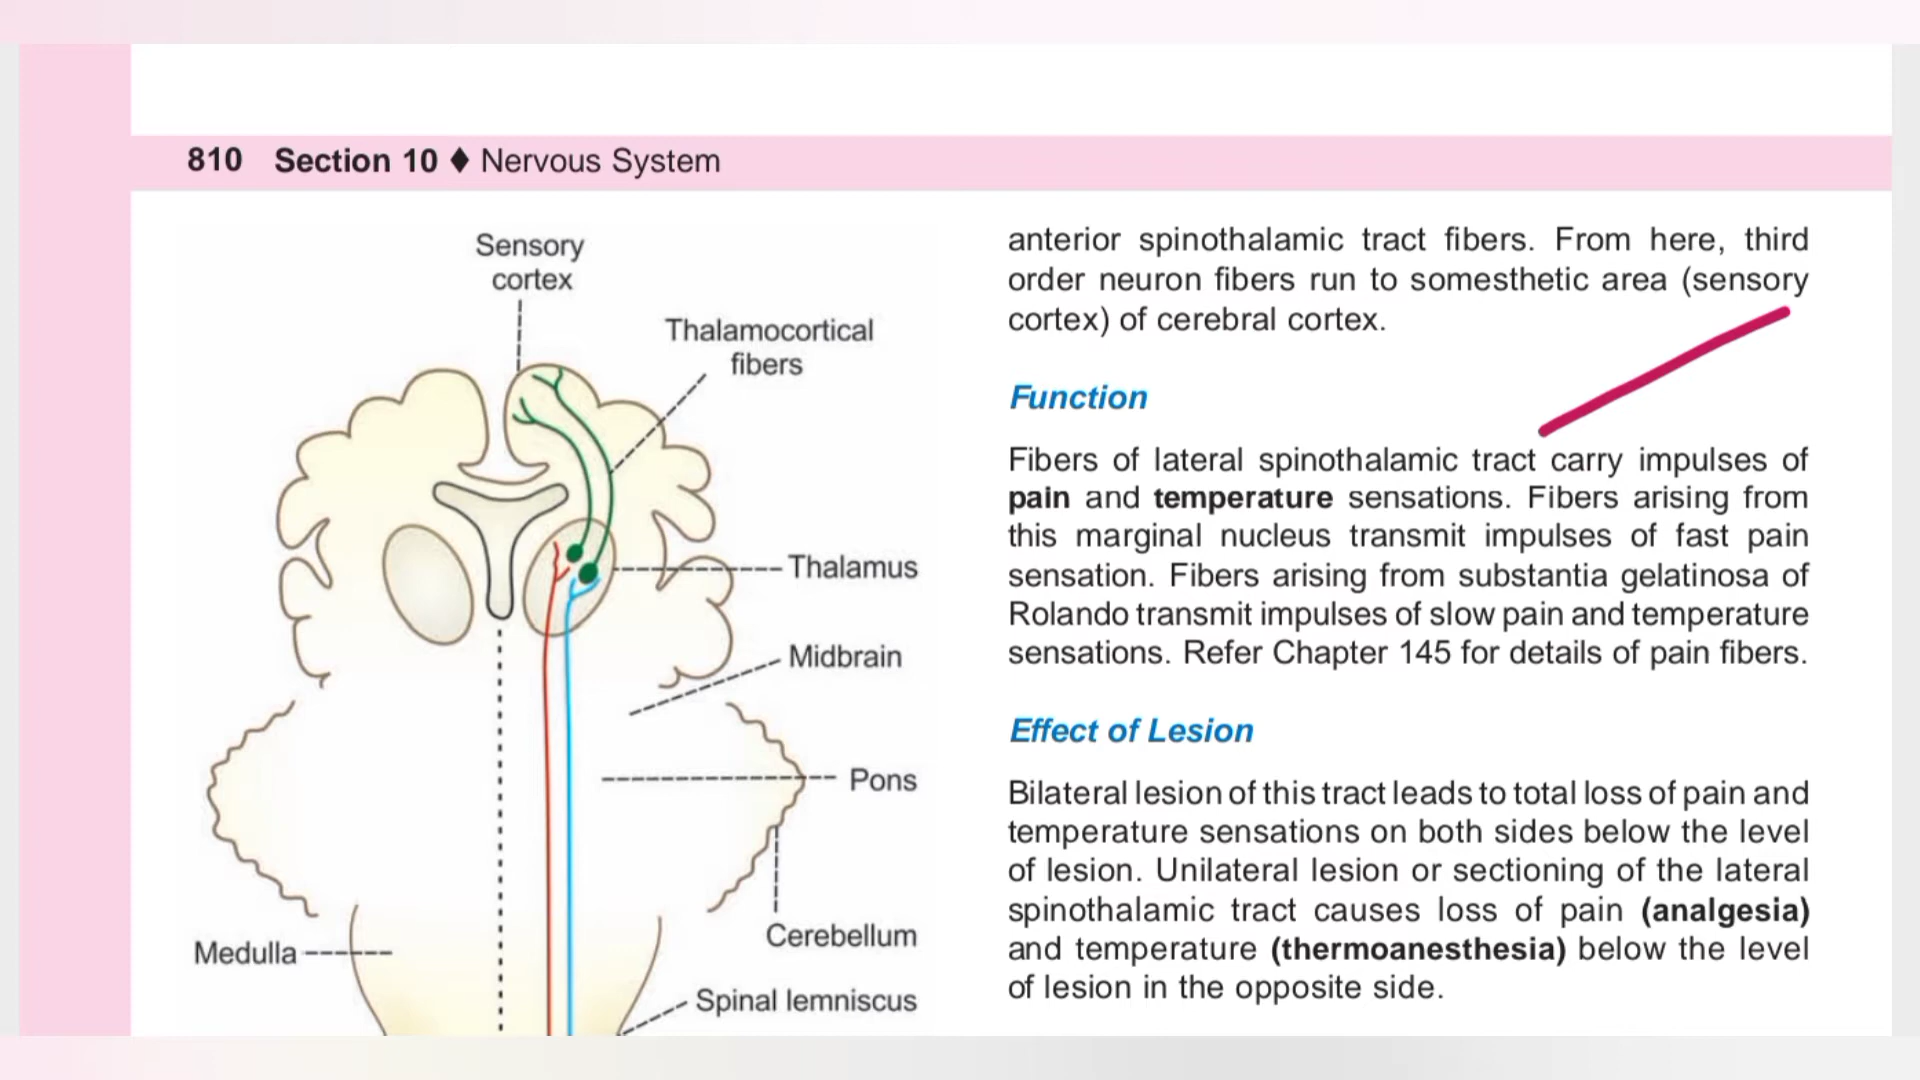 810 Section 10 ♦ Nervous System
Sensory
cortex
Thalamocortical
fibers
Thalamus
Midbrain
Pons
Cerebellum
Medulla
Spinal lemniscus
anterior spinothalamic tract fibers. From here, third
order neuron fibers run to somesthetic area (sensory
cortex) of cerebral cortex.
Function
Fibers of lateral spinothalamic tract carry impulses of
pain and temperature sensations. Fibers arising from
this marginal nucleus transmit impulses of fast pain
sensation. Fibers arising from substantia gelatinosa of
Rolando transmit impulses of slow pain and temperature
sensations. Refer Chapter 145 for details of pain fibers.
Effect of Lesion
Bilateral lesion of this tract leads to total loss of pain and
temperature sensations on both sides below the level
of lesion. Unilateral lesion or sectioning of the lateral
spinothalamic tract causes loss of pain (analgesia)
and temperature (thermoanesthesia) below the level
of lesion in the opposite side.